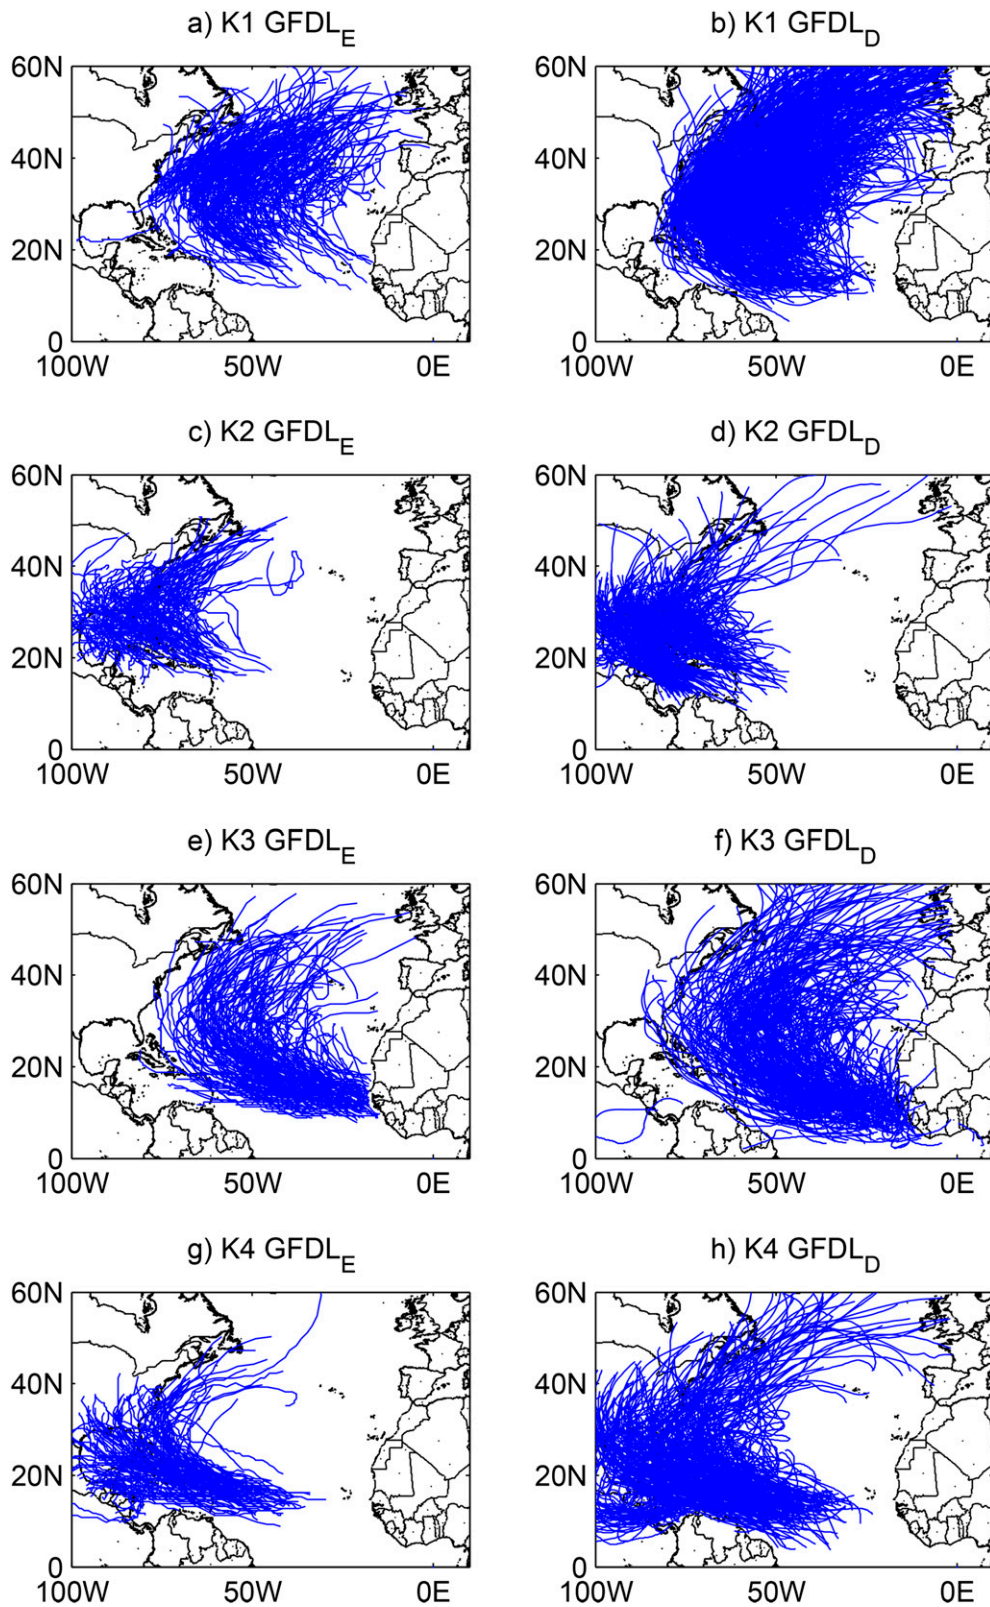 a) K1 GFDL_E
b) K1 GFDL_D
60N 60N
40N 40N
20N 20N
0 0
100W 50W 0E 100W 50W 0E
c) K2 GFDL_E
d) K2 GFDL_D
60N 60N
40N 40N
20N 20N
0 0
100W 50W 0E 100W 50W 0E
e) K3 GFDL_E
f) K3 GFDL_D
60N 60N
40N 40N
20N 20N
0 0
100W 50W 0E 100W 50W 0E
g) K4 GFDL_E
h) K4 GFDL_D
60N 60N
40N 40N
20N 20N
0 0
100W 50W 0E 100W 50W 0E